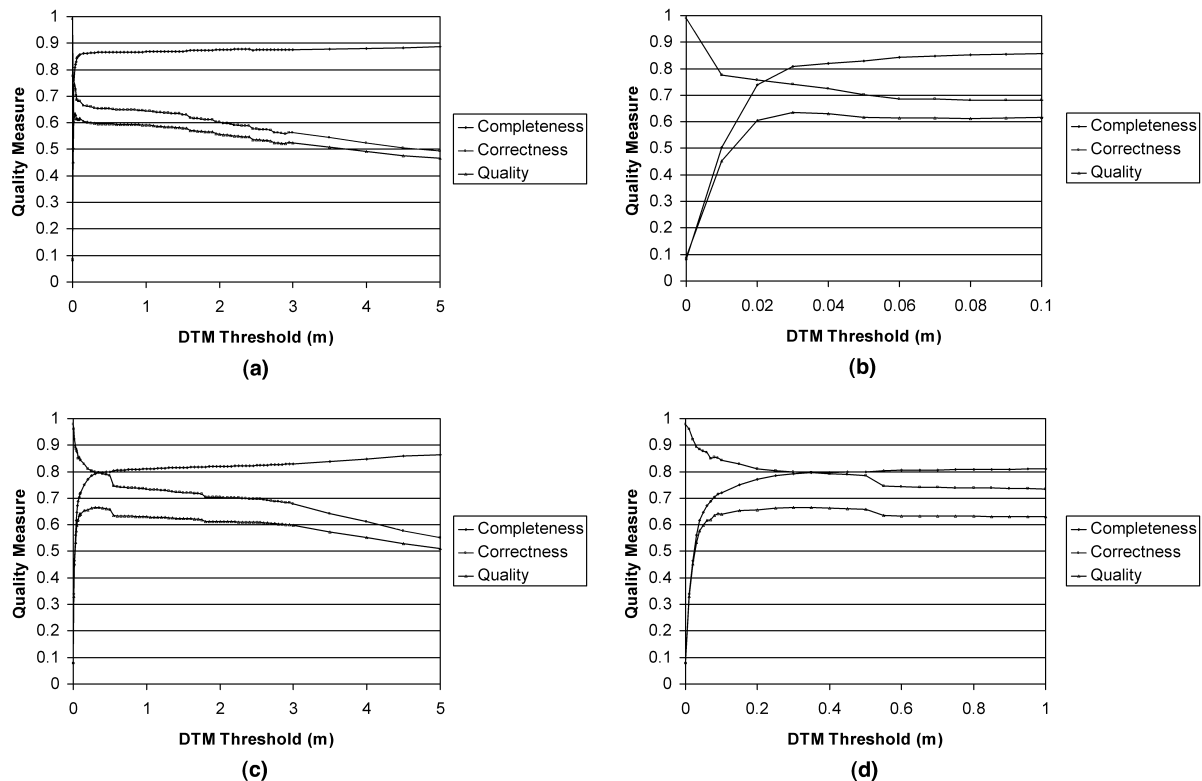 1
0.9
0.8
0.7
0.6
0.5
0.4
0.3
0.2
0.1
0
Quality Measure
0 1 2 3 4 5
DTM Threshold (m)
Completeness
Correctness
Quality
(a)
1
0.9
0.8
0.7
0.6
0.5
0.4
0.3
0.2
0.1
0
Quality Measure
0 0.02 0.04 0.06 0.08 0.1
DTM Threshold (m)
Completeness
Correctness
Quality
(b)
1
0.9
0.8
0.7
0.6
0.5
0.4
0.3
0.2
0.1
0
Quality Measure
0 1 2 3 4 5
DTM Threshold (m)
Completeness
Correctness
Quality
(c)
1
0.9
0.8
0.7
0.6
0.5
0.4
0.3
0.2
0.1
0
Quality Measure
0 0.2 0.4 0.6 0.8 1
DTM Threshold (m)
Completeness
Correctness
Quality
(d)